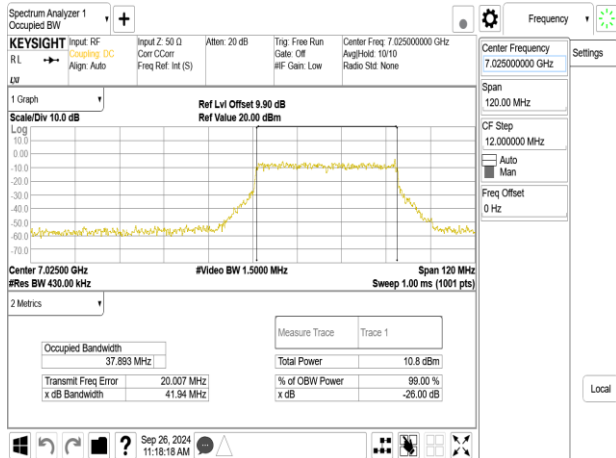 Spectrum Analyzer 1
Occupied BW
+
Frequency
KEYSIGHT
Input: RF
Input Z: 50 Ω
Atten: 20 dB
Trig: Free Run
Center Freq: 7.025000000 GHz
RL
Coupling: DC
Corr CCorr
Gate: Off
Avg|Hold: 10/10
Align: Auto
Freq Ref: Int (S)
#IF Gain: Low
Radio Std: None
LXI
Center Frequency
7.025000000 GHz
Settings
Span
120.00 MHz
CF Step
12.000000 MHz
Auto
Man
Freq Offset
0 Hz
Local
1 Graph
Ref Lvl Offset 9.90 dB
Scale/Div 10.0 dB
Ref Value 20.00 dBm
Log
10.0
0.00
-10.0
-20.0
-30.0
-40.0
-50.0
-60.0
-70.0
Center 7.02500 GHz
#Video BW 1.5000 MHz
Span 120 MHz
#Res BW 430.00 kHz
Sweep 1.00 ms (1001 pts)
2 Metrics
Measure Trace
Trace 1
Occupied Bandwidth
37.893 MHz
Total Power
10.8 dBm
Transmit Freq Error
20.007 MHz
% of OBW Power
99.00 %
x dB Bandwidth
41.94 MHz
x dB
-26.00 dB
?
Sep 26, 2024
11:18:18 AM